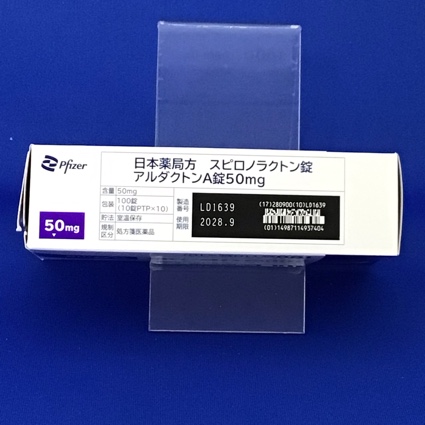 Pfizer
日本薬局方 スピロノラクトン錠
アルダクトンA錠50mg
含量 50mg
包装 100錠
(10錠PTP×10)
貯法 室温保存
規制区分 処方箋医薬品
製造番号 LD1639
使用期限 2028.9
(17)280900(10)LD1639
(01)14987114957404
50mg